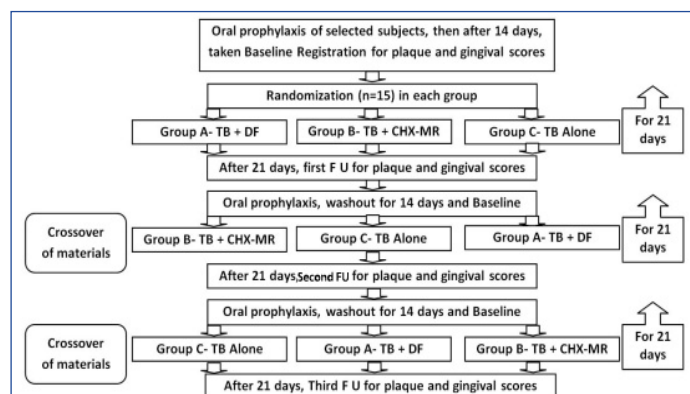 Oral prophylaxis of selected subjects, then after 14 days,
taken Baseline Registration for plaque and gingival scores
Randomization (n=15) in each group
Group A- TB + DF
Group B- TB + CHX-MR
Group C- TB Alone
For 21
days
After 21 days, first F U for plaque and gingival scores
Oral prophylaxis, washout for 14 days and Baseline
Crossover
of materials
Group B- TB + CHX-MR
Group C- TB Alone
Group A- TB + DF
For 21
days
After 21 days,Second FU for plaque and gingival scores
Oral prophylaxis, washout for 14 days and Baseline
Crossover
of materials
Group C- TB Alone
Group A- TB + DF
Group B- TB + CHX-MR
For 21
days
After 21 days, Third F U for plaque and gingival scores